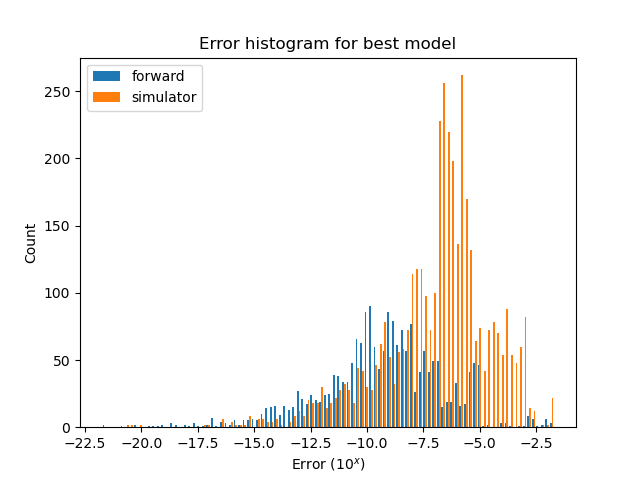 Error histogram for best model
forward
simulator
250
200
150
100
50
0
Count
−22.5 −20.0 −17.5 −15.0 −12.5 −10.0 −7.5 −5.0 −2.5
Error (10^x)